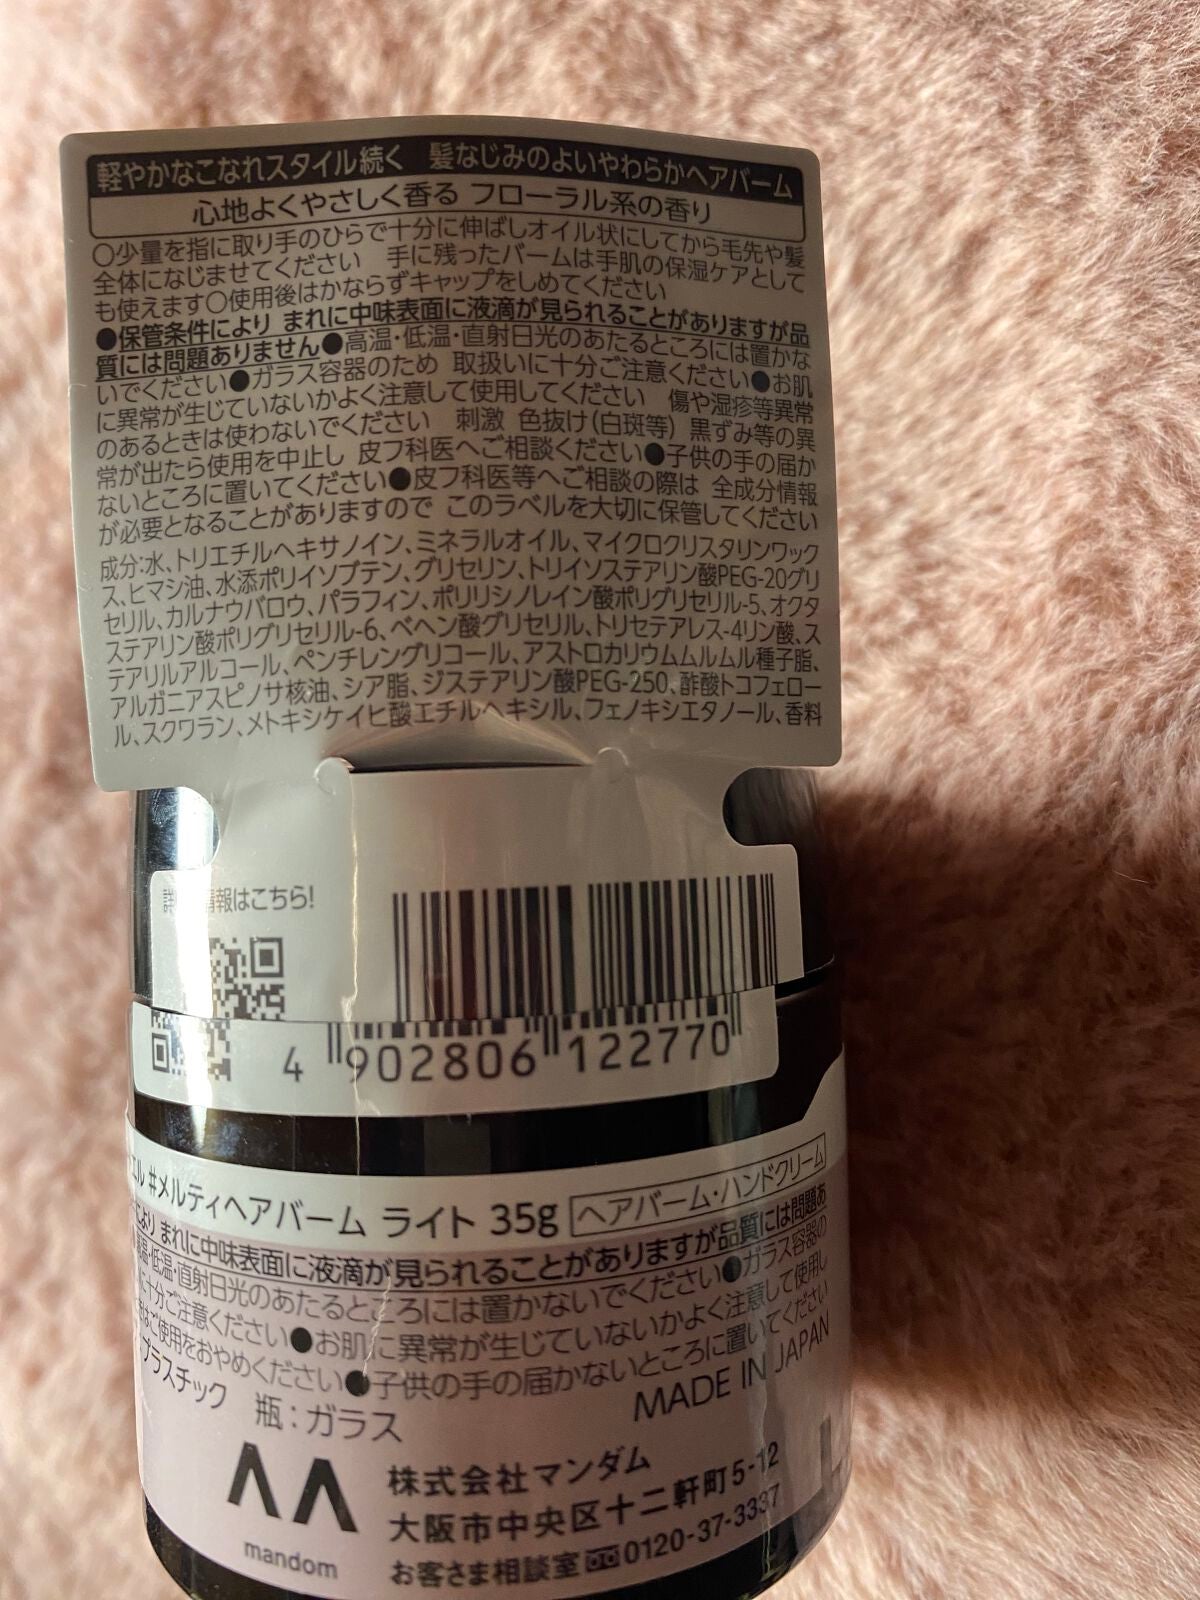 軽やかなこなれスタイル続く　髪なじみのよいやわらかヘアバーム
心地よくやさしく香る フローラル系の香り
○少量を指に取り手のひらで十分に伸ばしオイル状にしてから毛先や髪
全体になじませてください　手に残ったバームは手肌の保湿ケアとして
も使えます○使用後はかならずキャップをしめてください
●保管条件により まれに中味表面に液滴が見られることがありますが品
質には問題ありません●高温・低温・直射日光のあたるところには置かな
いでください●ガラス容器のため 取扱いに十分ご注意ください●お肌
に異常が生じていないかよく注意して使用してください　傷や湿疹等異常
のあるときは使わないでください　刺激 色抜け(白斑等) 黒ずみ等の異
常が出たら使用を中止し 皮フ科医へご相談ください●子供の手の届か
ないところに置いてください●皮フ科医等へご相談の際は 全成分情報
が必要となることがありますので このラベルを大切に保管してください
成分:水、トリエチルヘキサノイン、ミネラルオイル、マイクロクリスタリンワック
ス、ヒマシ油、水添ポリイソブテン、グリセリン、トリイソステアリン酸PEG-20グリ
セリル、カルナウバロウ、パラフィン、ポリリシノレイン酸ポリグリセリル-5、オクタ
ステアリン酸ポリグリセリル-6、ベヘン酸グリセリル、トリセテアレス-4リン酸、ス
テアリルアルコール、ペンチレングリコール、アストロカリウムムルムル種子脂、
アルガニアスピノサ核油、シア脂、ジステアリン酸PEG-250、酢酸トコフェロー
ル、スクワラン、メトキシケイヒ酸エチルヘキシル、フェノキシエタノール、香料
情報はこちら!
4 902806 122770
エル #メルティヘアバーム ライト 35g ヘアバーム・ハンドクリーム
より まれに中味表面に液滴が見られることがありますが品質には問題あ
高温・低温・直射日光のあたるところには置かないでください●ガラス容器の
に十分ご注意ください●お肌に異常が生じていないかよく注意して使用し
はご使用をおやめください●子供の手の届かないところに置いてください
プラスチック　瓶:ガラス MADE IN JAPAN
mandom
株式会社マンダム
大阪市中央区十二軒町5-12
お客さま相談室 0120-37-3337